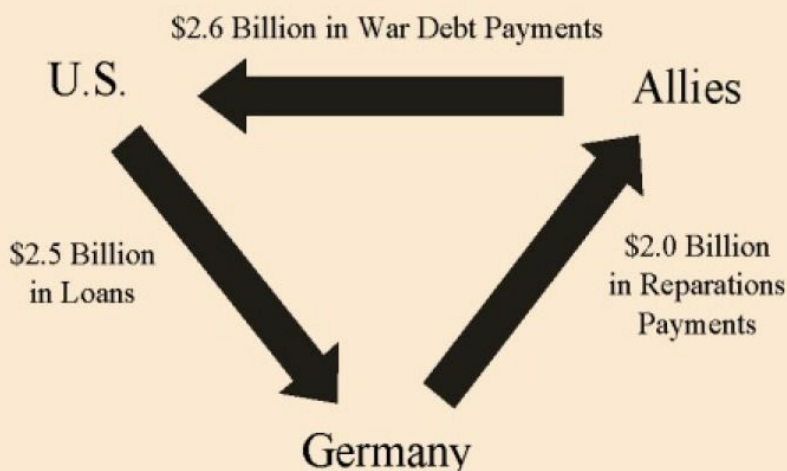 $2.6 Billion in War Debt Payments
U.S.
Allies
$2.5 Billion
in Loans
$2.0 Billion
in Reparations
Payments
Germany